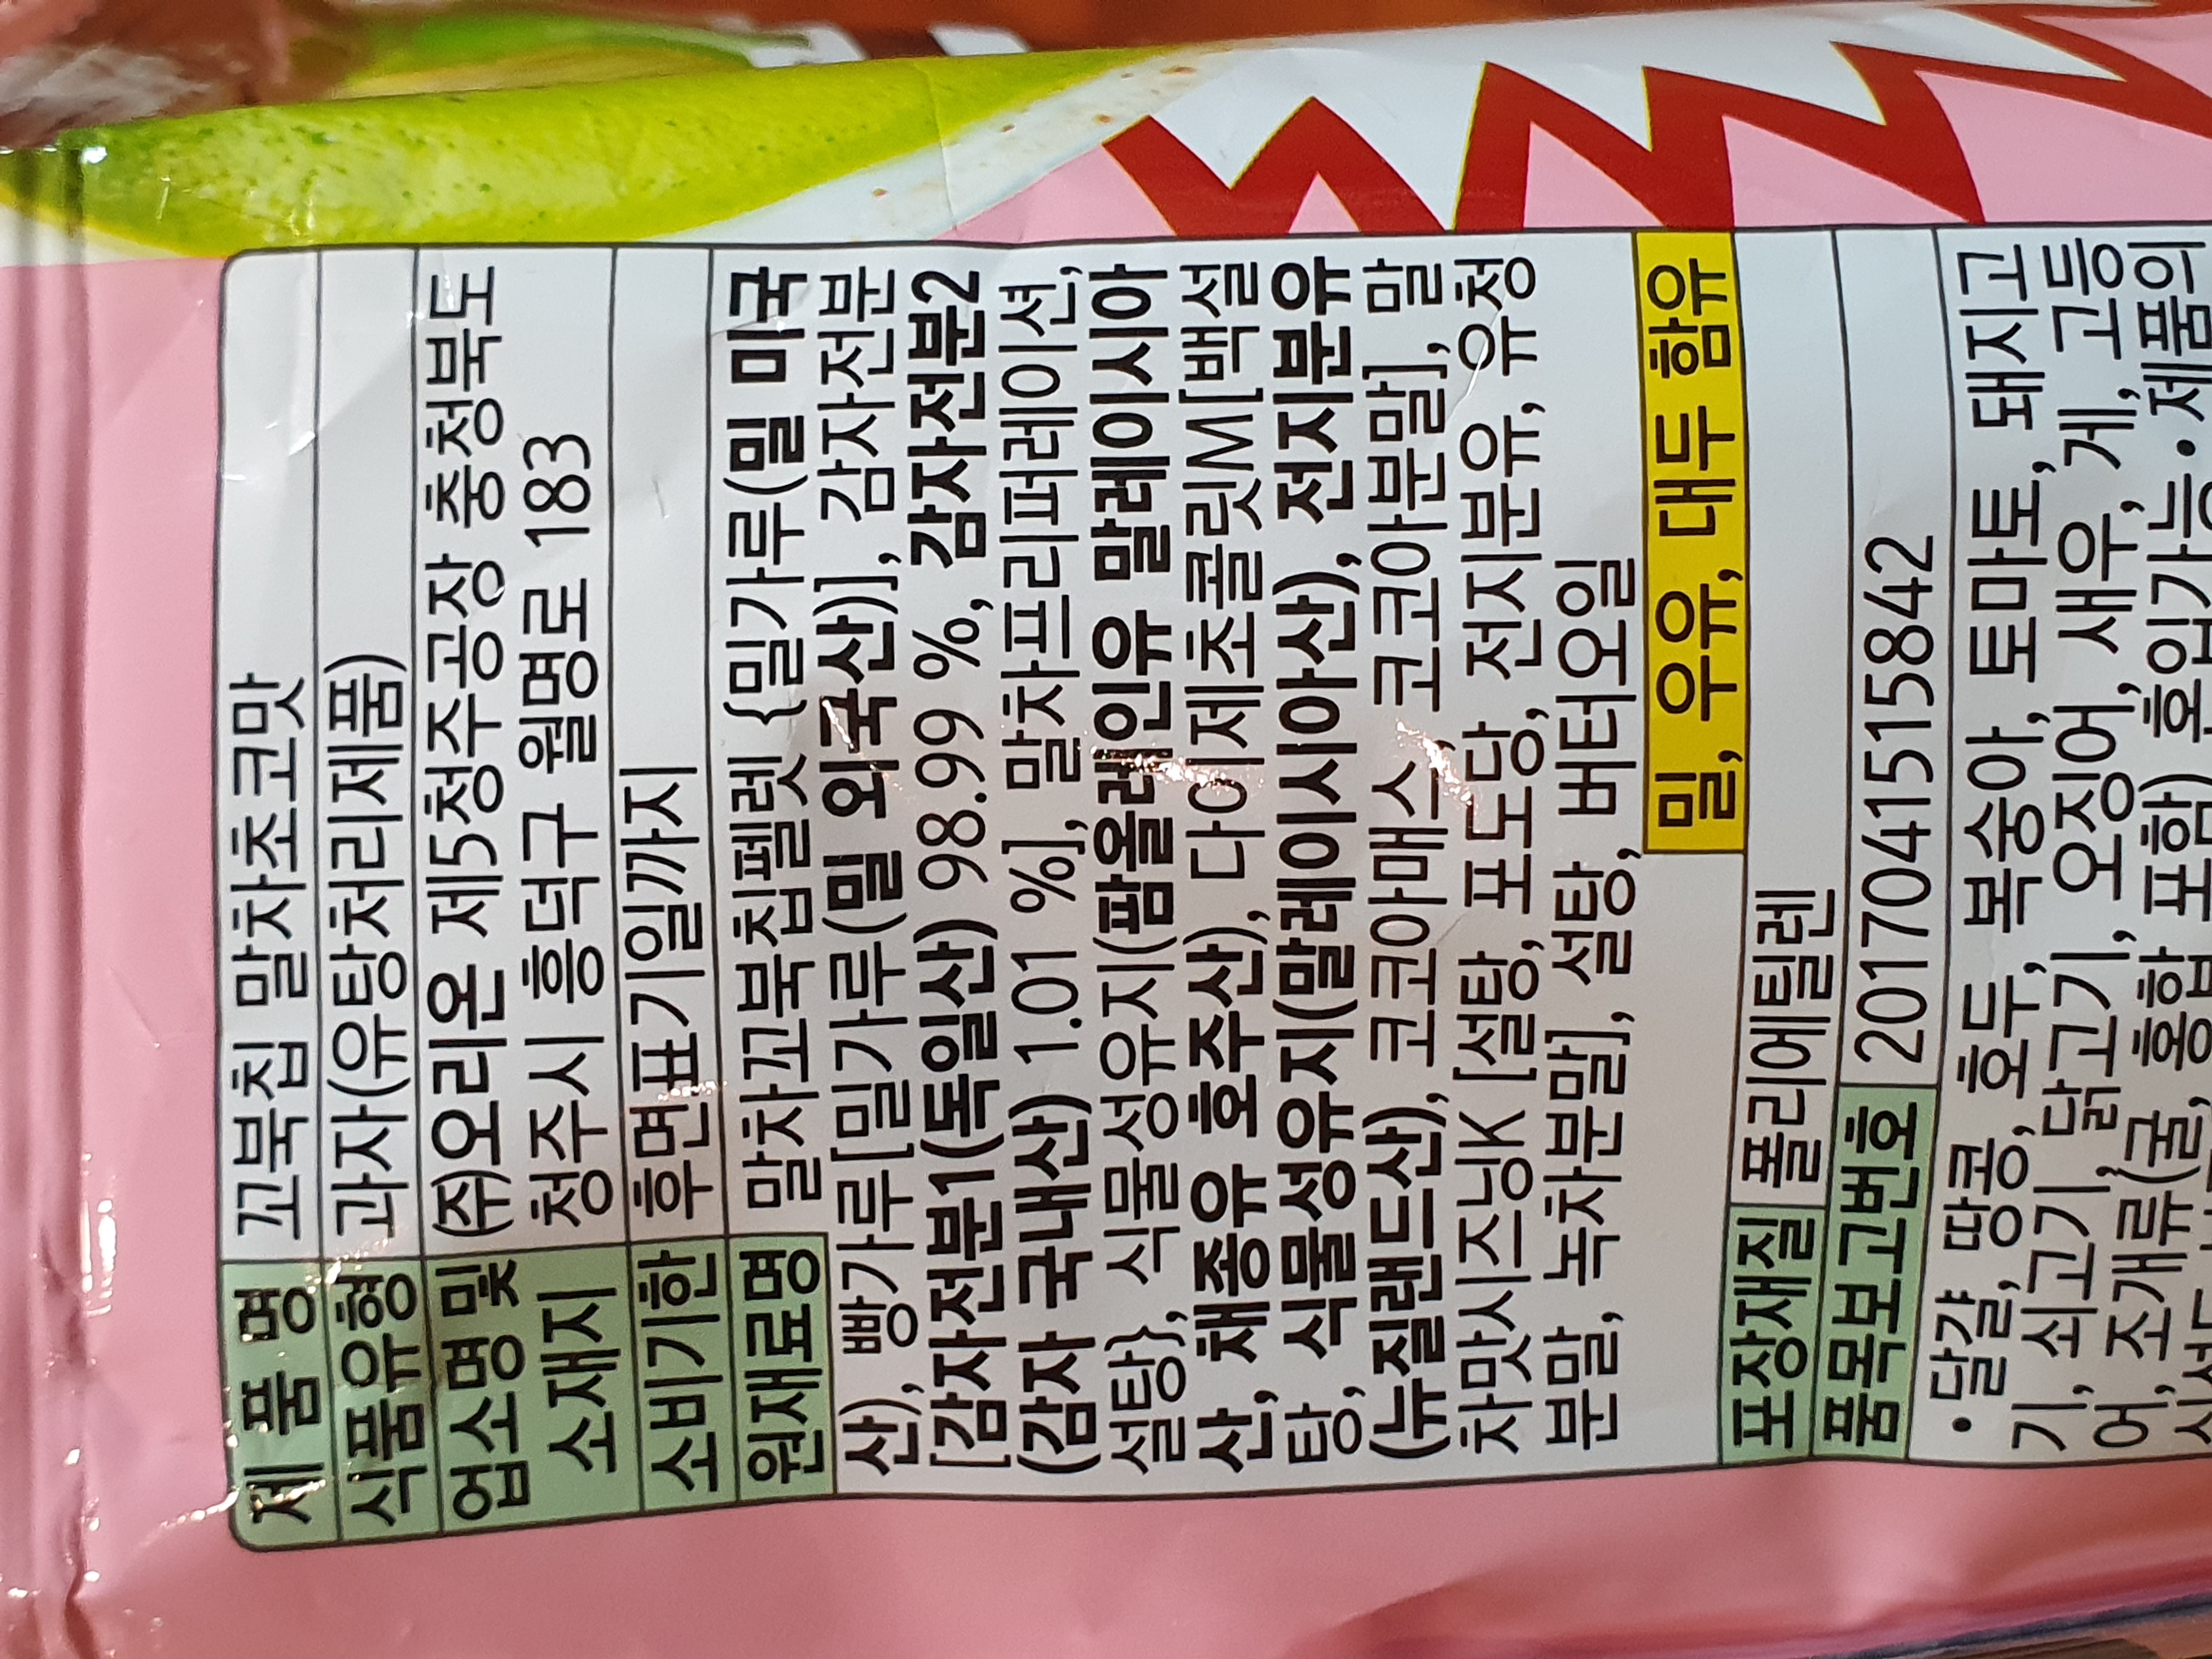 제 품 명 꼬북칩 말차초코맛
식품유형 과자(유탕처리제품)
업소명 및 ㈜오리온 제5청주공장 충청북도
소재지 청주시 흥덕구 월명로 183
소비기한 후면표기일까지
원재료명 말차꼬북칩펠렛 {밀가루(밀 미국
산), 빵가루[밀가루(밀 외국산)], 감자전분
[감자전분1(독일산) 98.99 %, 감자전분2
(감자 국내산) 1.01 %], 말차프리퍼레이션,
설탕}, 식물성유지(팜올레인유 말레이시아
산, 채종유 호주산), 다이제초콜릿M[백설
탕, 식물성유지(말레이시아산), 전지분유
(뉴질랜드산), 코코아매스, 코코아분말], 말
차맛시즈닝K [설탕, 포도당, 전지분유, 유청
분말, 녹차분말], 설탕, 버터오일
밀, 우유, 대두 함유
포장재질 폴리에틸렌
품목보고번호 20170415158​42
• 달걀, 땅콩, 호두, 복숭아, 토마토, 돼지고
기, 쇠고기, 닭고기, 오징어, 새우, 게, 고등
어, 조개류(굴, 홍합 포함) 혼입가능 • 제품의